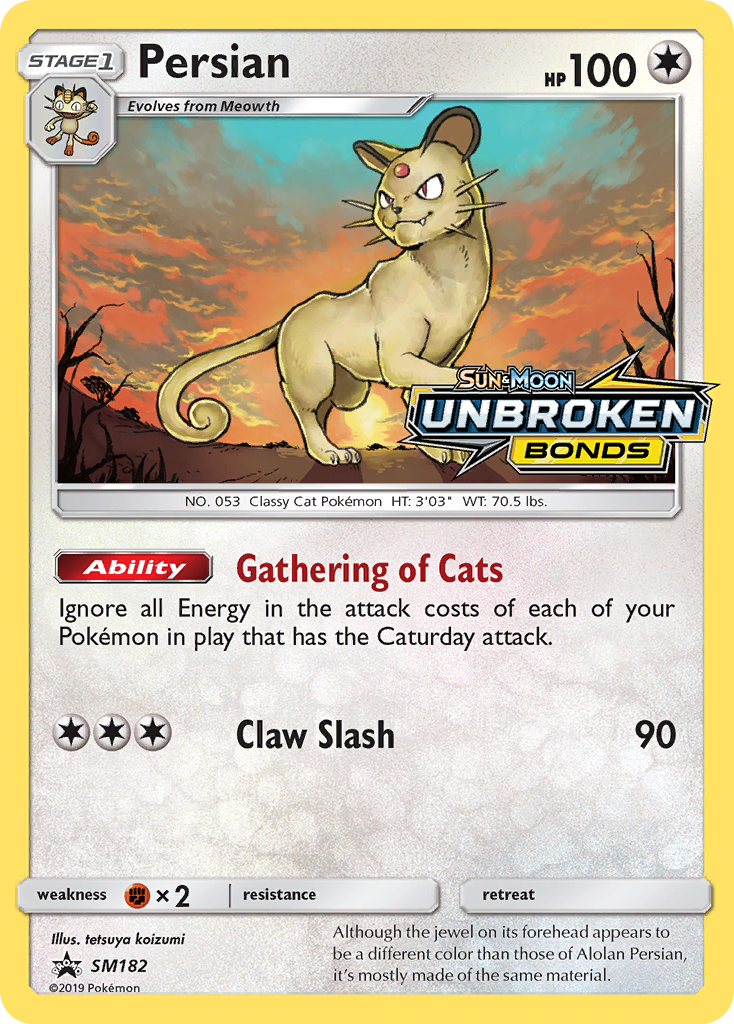 STAGE1
Persian
HP100
Evolves from Meowth
SUN&MOON
UNBROKEN
BONDS
NO. 053 Classy Cat Pokémon HT: 3'03" WT: 70.5 lbs.
Ability Gathering of Cats
Ignore all Energy in the attack costs of each of your
Pokémon in play that has the Caturday attack.
Claw Slash 90
weakness ×2 resistance retreat
Illus. tetsuya koizumi
SM182
©2019 Pokémon
Although the jewel on its forehead appears to
be a different color than those of Alolan Persian,
it's mostly made of the same material.